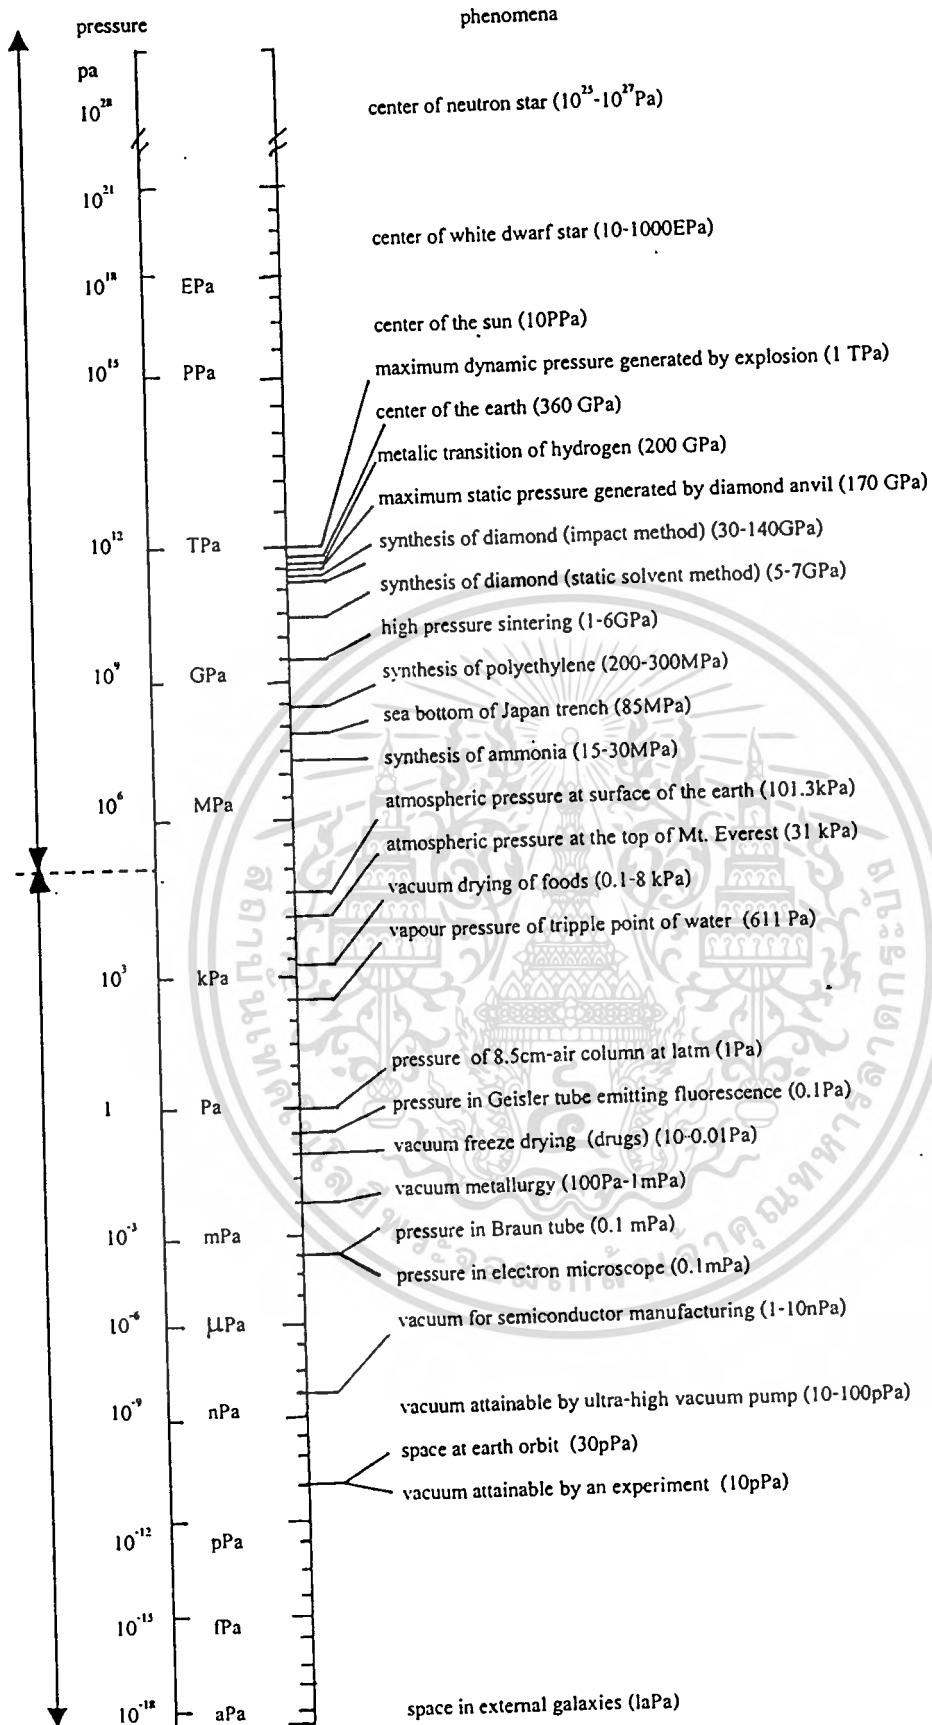 pressure phenomena
pa
10²⁸ center of neutron star (10²⁵-10²⁷Pa)
10²¹
center of white dwarf star (10-1000EPa)
10¹⁸ EPa
center of the sun (10PPa)
10¹⁵ PPa maximum dynamic pressure generated by explosion (1 TPa)
center of the earth (360 GPa)
metalic transition of hydrogen (200 GPa)
maximum static pressure generated by diamond anvil (170 GPa)
10¹² TPa synthesis of diamond (impact method) (30-140GPa)
synthesis of diamond (static solvent method) (5-7GPa)
high pressure sintering (1-6GPa)
10⁹ GPa synthesis of polyethylene (200-300MPa)
sea bottom of Japan trench (85MPa)
synthesis of ammonia (15-30MPa)
10⁶ MPa atmospheric pressure at surface of the earth (101.3kPa)
atmospheric pressure at the top of Mt. Everest (31 kPa)
vacuum drying of foods (0.1-8 kPa)
vapour pressure of tripple point of water (611 Pa)
10³ kPa
pressure of 8.5cm-air column at latm (1Pa)
1 Pa pressure in Geisler tube emitting fluorescence (0.1Pa)
vacuum freeze drying (drugs) (10-0.01Pa)
vacuum metallurgy (100Pa-1mPa)
10⁻³ mPa pressure in Braun tube (0.1 mPa)
pressure in electron microscope (0.1mPa)
10⁻⁶ μPa vacuum for semiconductor manufacturing (1-10nPa)
10⁻⁹ nPa vacuum attainable by ultra-high vacuum pump (10-100pPa)
space at earth orbit (30pPa)
vacuum attainable by an experiment (10pPa)
10⁻¹² pPa
10⁻¹⁵ fPa
10⁻¹⁸ aPa space in external galaxies (laPa)